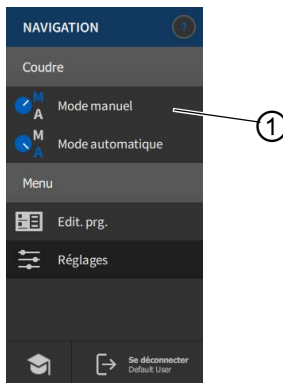 NAVIGATION ?
Coudre
M
A Mode manuel
M
A Mode automatique
Menu
Edit. prg.
Réglages
Se déconnecter
Default User
1